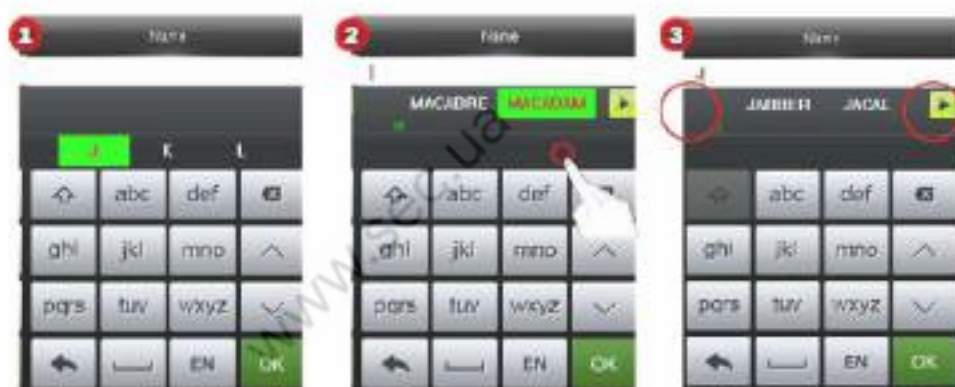 1
Name
J K L
abc def
ghi jkl mno
pqrs tuv wxyz
EN OK
2
Name
MACABRE MACADAM
abc def
ghi jkl mno
pqrs tuv wxyz
EN OK
3
Name
J
JABBER JACAL
abc def
ghi jkl mno
pqrs tuv wxyz
EN OK
www.sec.ua